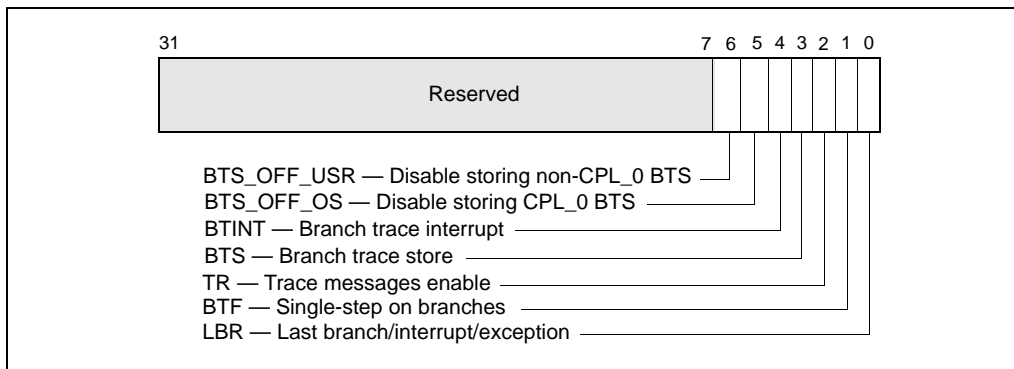 31 7 6 5 4 3 2 1 0
Reserved
BTS_OFF_USR — Disable storing non-CPL_0 BTS
BTS_OFF_OS — Disable storing CPL_0 BTS
BTINT — Branch trace interrupt
BTS — Branch trace store
TR — Trace messages enable
BTF — Single-step on branches
LBR — Last branch/interrupt/exception